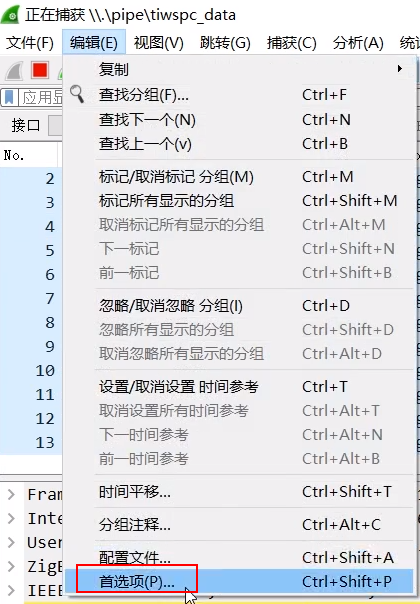 正在捕获 \\.\pipe\tiwspc_data
文件(F) 编辑(E) 视图(V) 跳转(G) 捕获(C) 分析(A)
应用显
接口
No.
2
3
4
5
6
7
8
9
10
11
12
13
复制
查找分组(F)... Ctrl+F
查找下一个(N) Ctrl+N
查找上一个(v) Ctrl+B
标记/取消标记 分组(M) Ctrl+M
标记所有显示的分组 Ctrl+Shift+M
取消标记所有显示的分组 Ctrl+Alt+M
下一标记 Ctrl+Shift+N
前一标记 Ctrl+Shift+B
忽略/取消忽略 分组(I) Ctrl+D
忽略所有显示的分组 Ctrl+Shift+D
取消忽略所有显示的分组 Ctrl+Alt+D
设置/取消设置 时间参考 Ctrl+T
取消设置所有时间参考 Ctrl+Alt+T
下一时间参考 Ctrl+Alt+N
前一时间参考 Ctrl+Alt+B
时间平移... Ctrl+Shift+T
分组注释... Ctrl+Alt+C
配置文件... Ctrl+Shift+A
首选项(P)... Ctrl+Shift+P
Fram
Inte
User
ZigB
IEEE